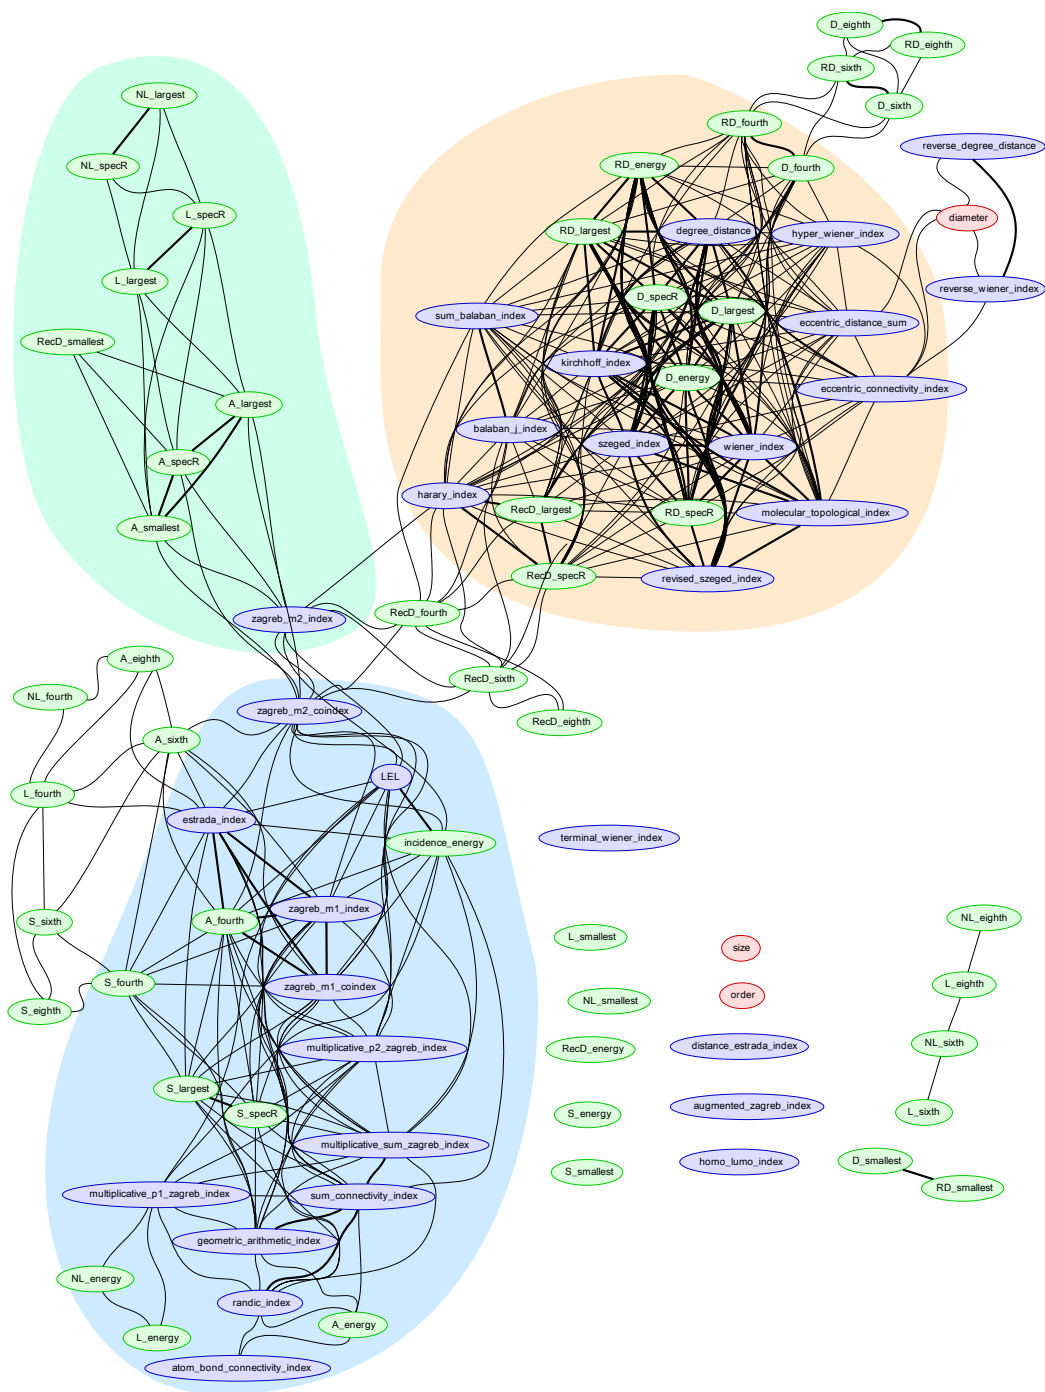 D_eighth
RD_eighth
RD_sixth
D_sixth
NL_largest
RD_fourth
reverse_degree_distance
NL_specR
RD_energy
D_fourth
L_specR
diameter
RD_largest
degree_distance
hyper_wiener_index
L_largest
reverse_wiener_index
D_specR
D_largest
sum_balaban_index
eccentric_distance_sum
RecD_smallest
kirchhoff_index
D_energy
eccentric_connectivity_index
A_largest
balaban_j_index
szeged_index
wiener_index
A_specR
harary_index
RecD_largest
RD_specR
molecular_topological_index
A_smallest
RecD_specR
revised_szeged_index
zagreb_m2_index
RecD_fourth
A_eighth
RecD_sixth
NL_fourth
zagreb_m2_coindex
RecD_eighth
A_sixth
LEL
L_fourth
estrada_index
terminal_wiener_index
incidence_energy
zagreb_m1_index
NL_eighth
A_fourth
S_sixth
L_smallest
size
S_fourth
zagreb_m1_coindex
L_eighth
NL_smallest
order
S_eighth
multiplicative_p2_zagreb_index
RecD_energy
distance_estrada_index
NL_sixth
S_largest
S_specR
S_energy
augmented_zagreb_index
L_sixth
multiplicative_sum_zagreb_index
homo_lumo_index
D_smallest
S_smallest
RD_smallest
multiplicative_p1_zagreb_index
sum_connectivity_index
geometric_arithmetic_index
NL_energy
randic_index
A_energy
L_energy
atom_bond_connectivity_index